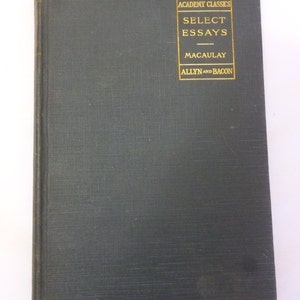 ACADEMY CLASSICS
SELECT
ESSAYS
MACAULAY
ALLYN AND BACON